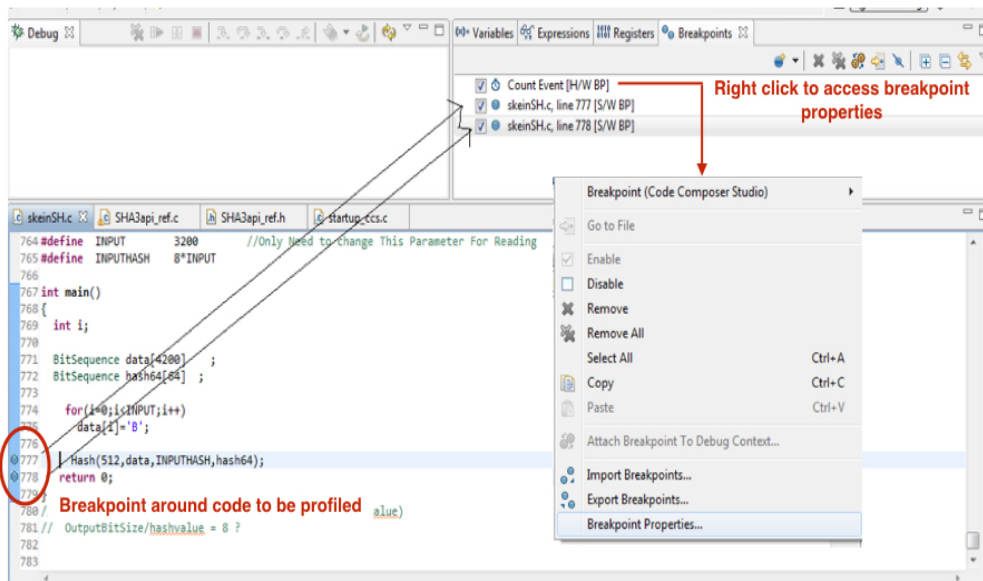 Debug
(x)= Variables Expressions 1010 Registers Breakpoints
Count Event [H/W BP]
skeinSH.c, line 777 [S/W BP]
skeinSH.c, line 778 [S/W BP]
Right click to access breakpoint
properties
Breakpoint (Code Composer Studio)
Go to File
Enable
Disable
Remove
Remove All
Select All Ctrl+A
Copy Ctrl+C
Paste Ctrl+V
Attach Breakpoint To Debug Context...
Import Breakpoints...
Export Breakpoints...
Breakpoint Properties...
skeinSH.c SHA3api_ref.c SHA3api_ref.h startup_ccs.c
764 #define INPUT 3200 //Only Need to Change This Parameter For Reading
765 #define INPUTHASH 8*INPUT
766
767 int main()
768 {
769 int i;
770
771 BitSequence data[4200] ;
772 BitSequence hash64[64] ;
773
774 for(i=0;i<INPUT;i++)
775 data[i]='B';
776
777 Hash(512,data,INPUTHASH,hash64);
778 return 0;
779 }
Breakpoint around code to be profiled
780 / alue)
781 // OutputBitSize/hashvalue = 8 ?
782
783